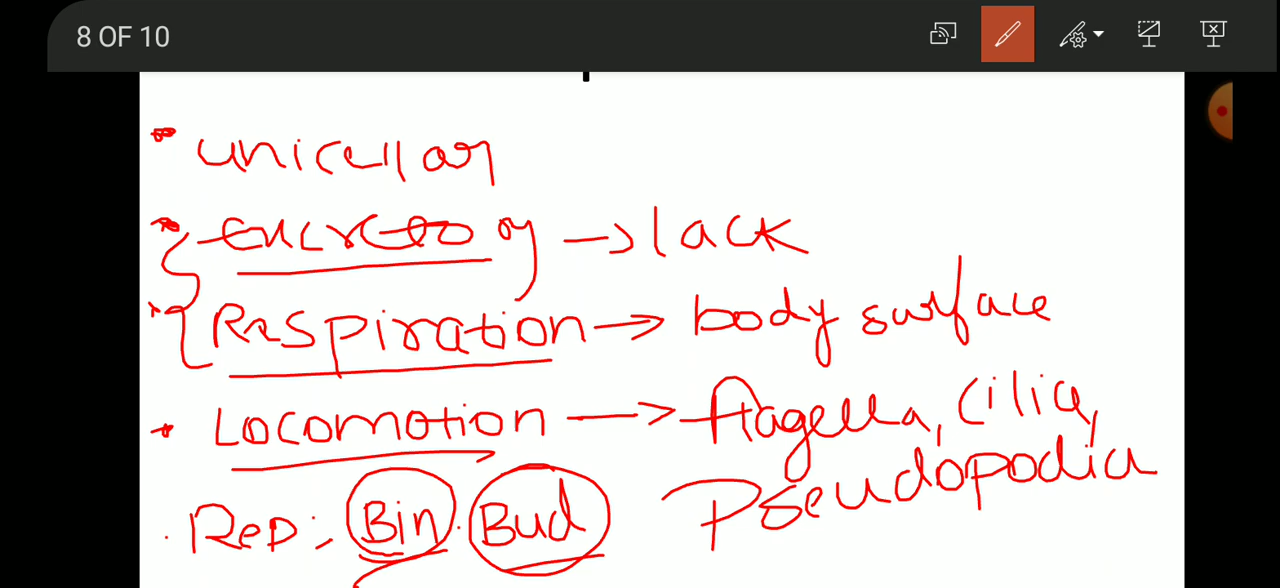 8 OF 10
• unicellar
• Excretory → lack
• Respiration → body surface
• Locomotion → flagella, cilia,
Pseudopodia
. Rep: Bin. Bud